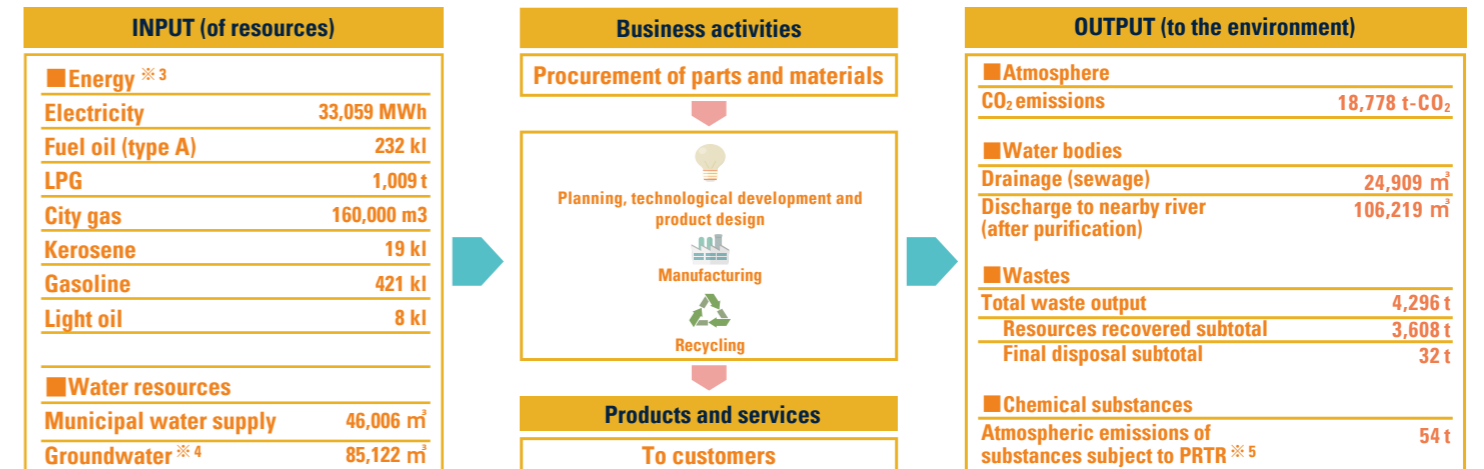 INPUT (of resources)
■Energy ※3
Electricity 33,059 MWh
Fuel oil (type A) 232 kl
LPG 1,009 t
City gas 160,000 m3
Kerosene 19 kl
Gasoline 421 kl
Light oil 8 kl
■Water resources
Municipal water supply 46,006 ㎥
Groundwater ※4 85,122 ㎥
Business activities
Procurement of parts and materials
Planning, technological development and
product design
Manufacturing
Recycling
Products and services
To customers
OUTPUT (to the environment)
■Atmosphere
CO₂ emissions 18,778 t-CO₂
■Water bodies
Drainage (sewage) 24,909 ㎥
Discharge to nearby river 106,219 ㎥
(after purification)
■Wastes
Total waste output 4,296 t
Resources recovered subtotal 3,608 t
Final disposal subtotal 32 t
■Chemical substances
Atmospheric emissions of 54 t
substances subject to PRTR ※5